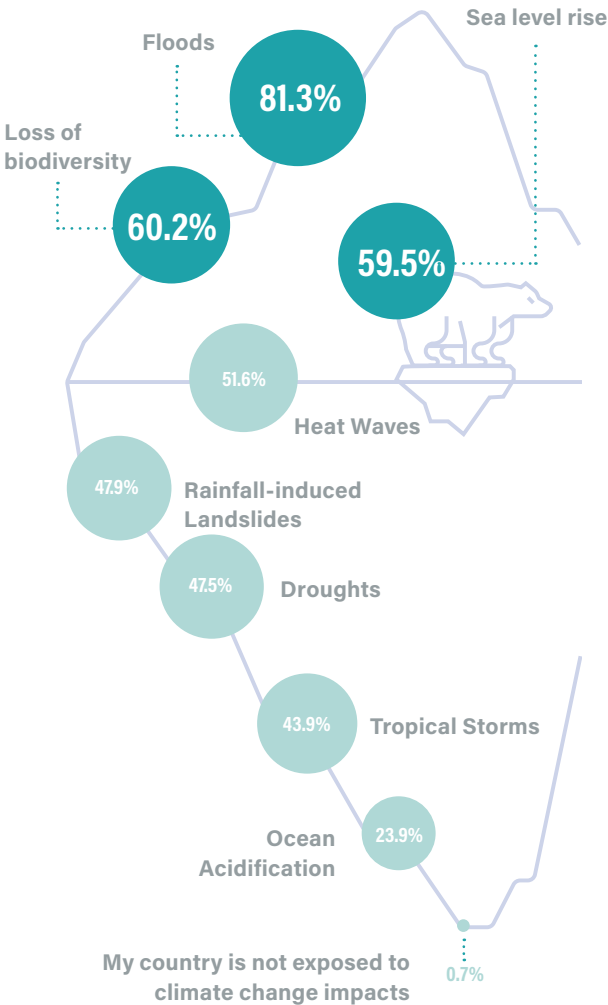 Sea level rise
Floods
81.3%
Loss of
biodiversity
60.2%
59.5%
51.6%
Heat Waves
47.9%
Rainfall-induced
Landslides
47.5%
Droughts
43.9%
Tropical Storms
23.9%
Ocean
Acidification
My country is not exposed to
climate change impacts
0.7%